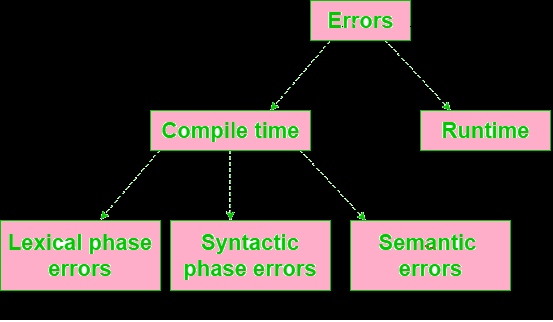 Errors
Compile time
Runtime
Lexical phase
errors
Syntactic
phase errors
Semantic
errors